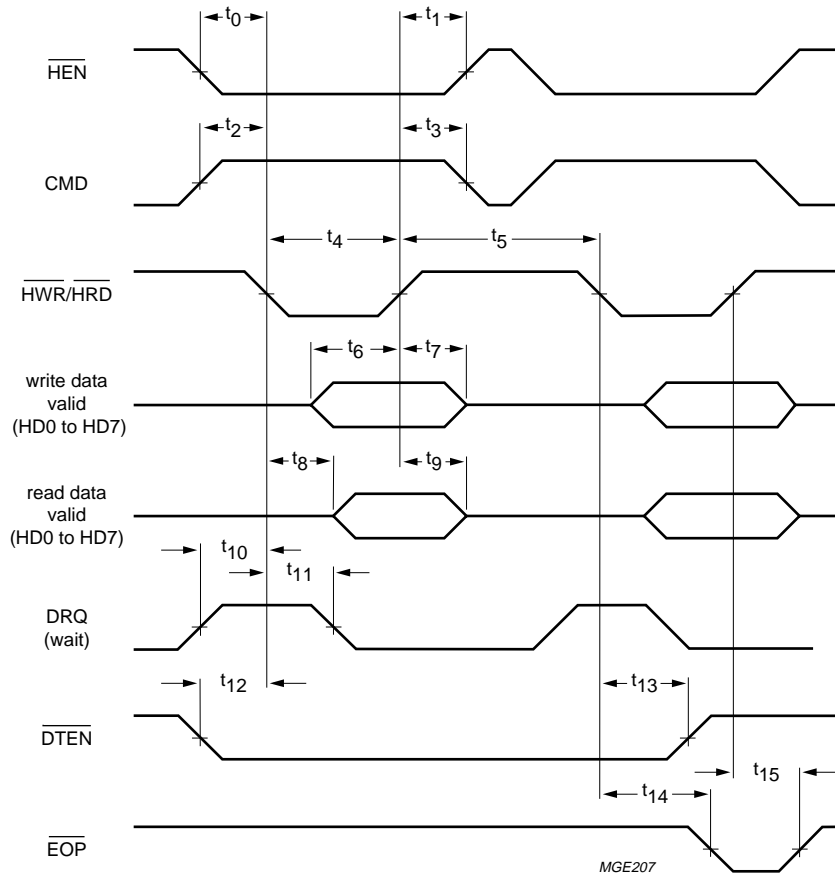 t0 t1
HEN
t2 t3
CMD
t4 t5
HWR/HRD
t6 t7
write data
valid
(HD0 to HD7)
t8 t9
read data
valid
(HD0 to HD7)
t10
t11
DRQ
(wait)
t12 t13
DTEN
t14 t15
EOP
MGE207